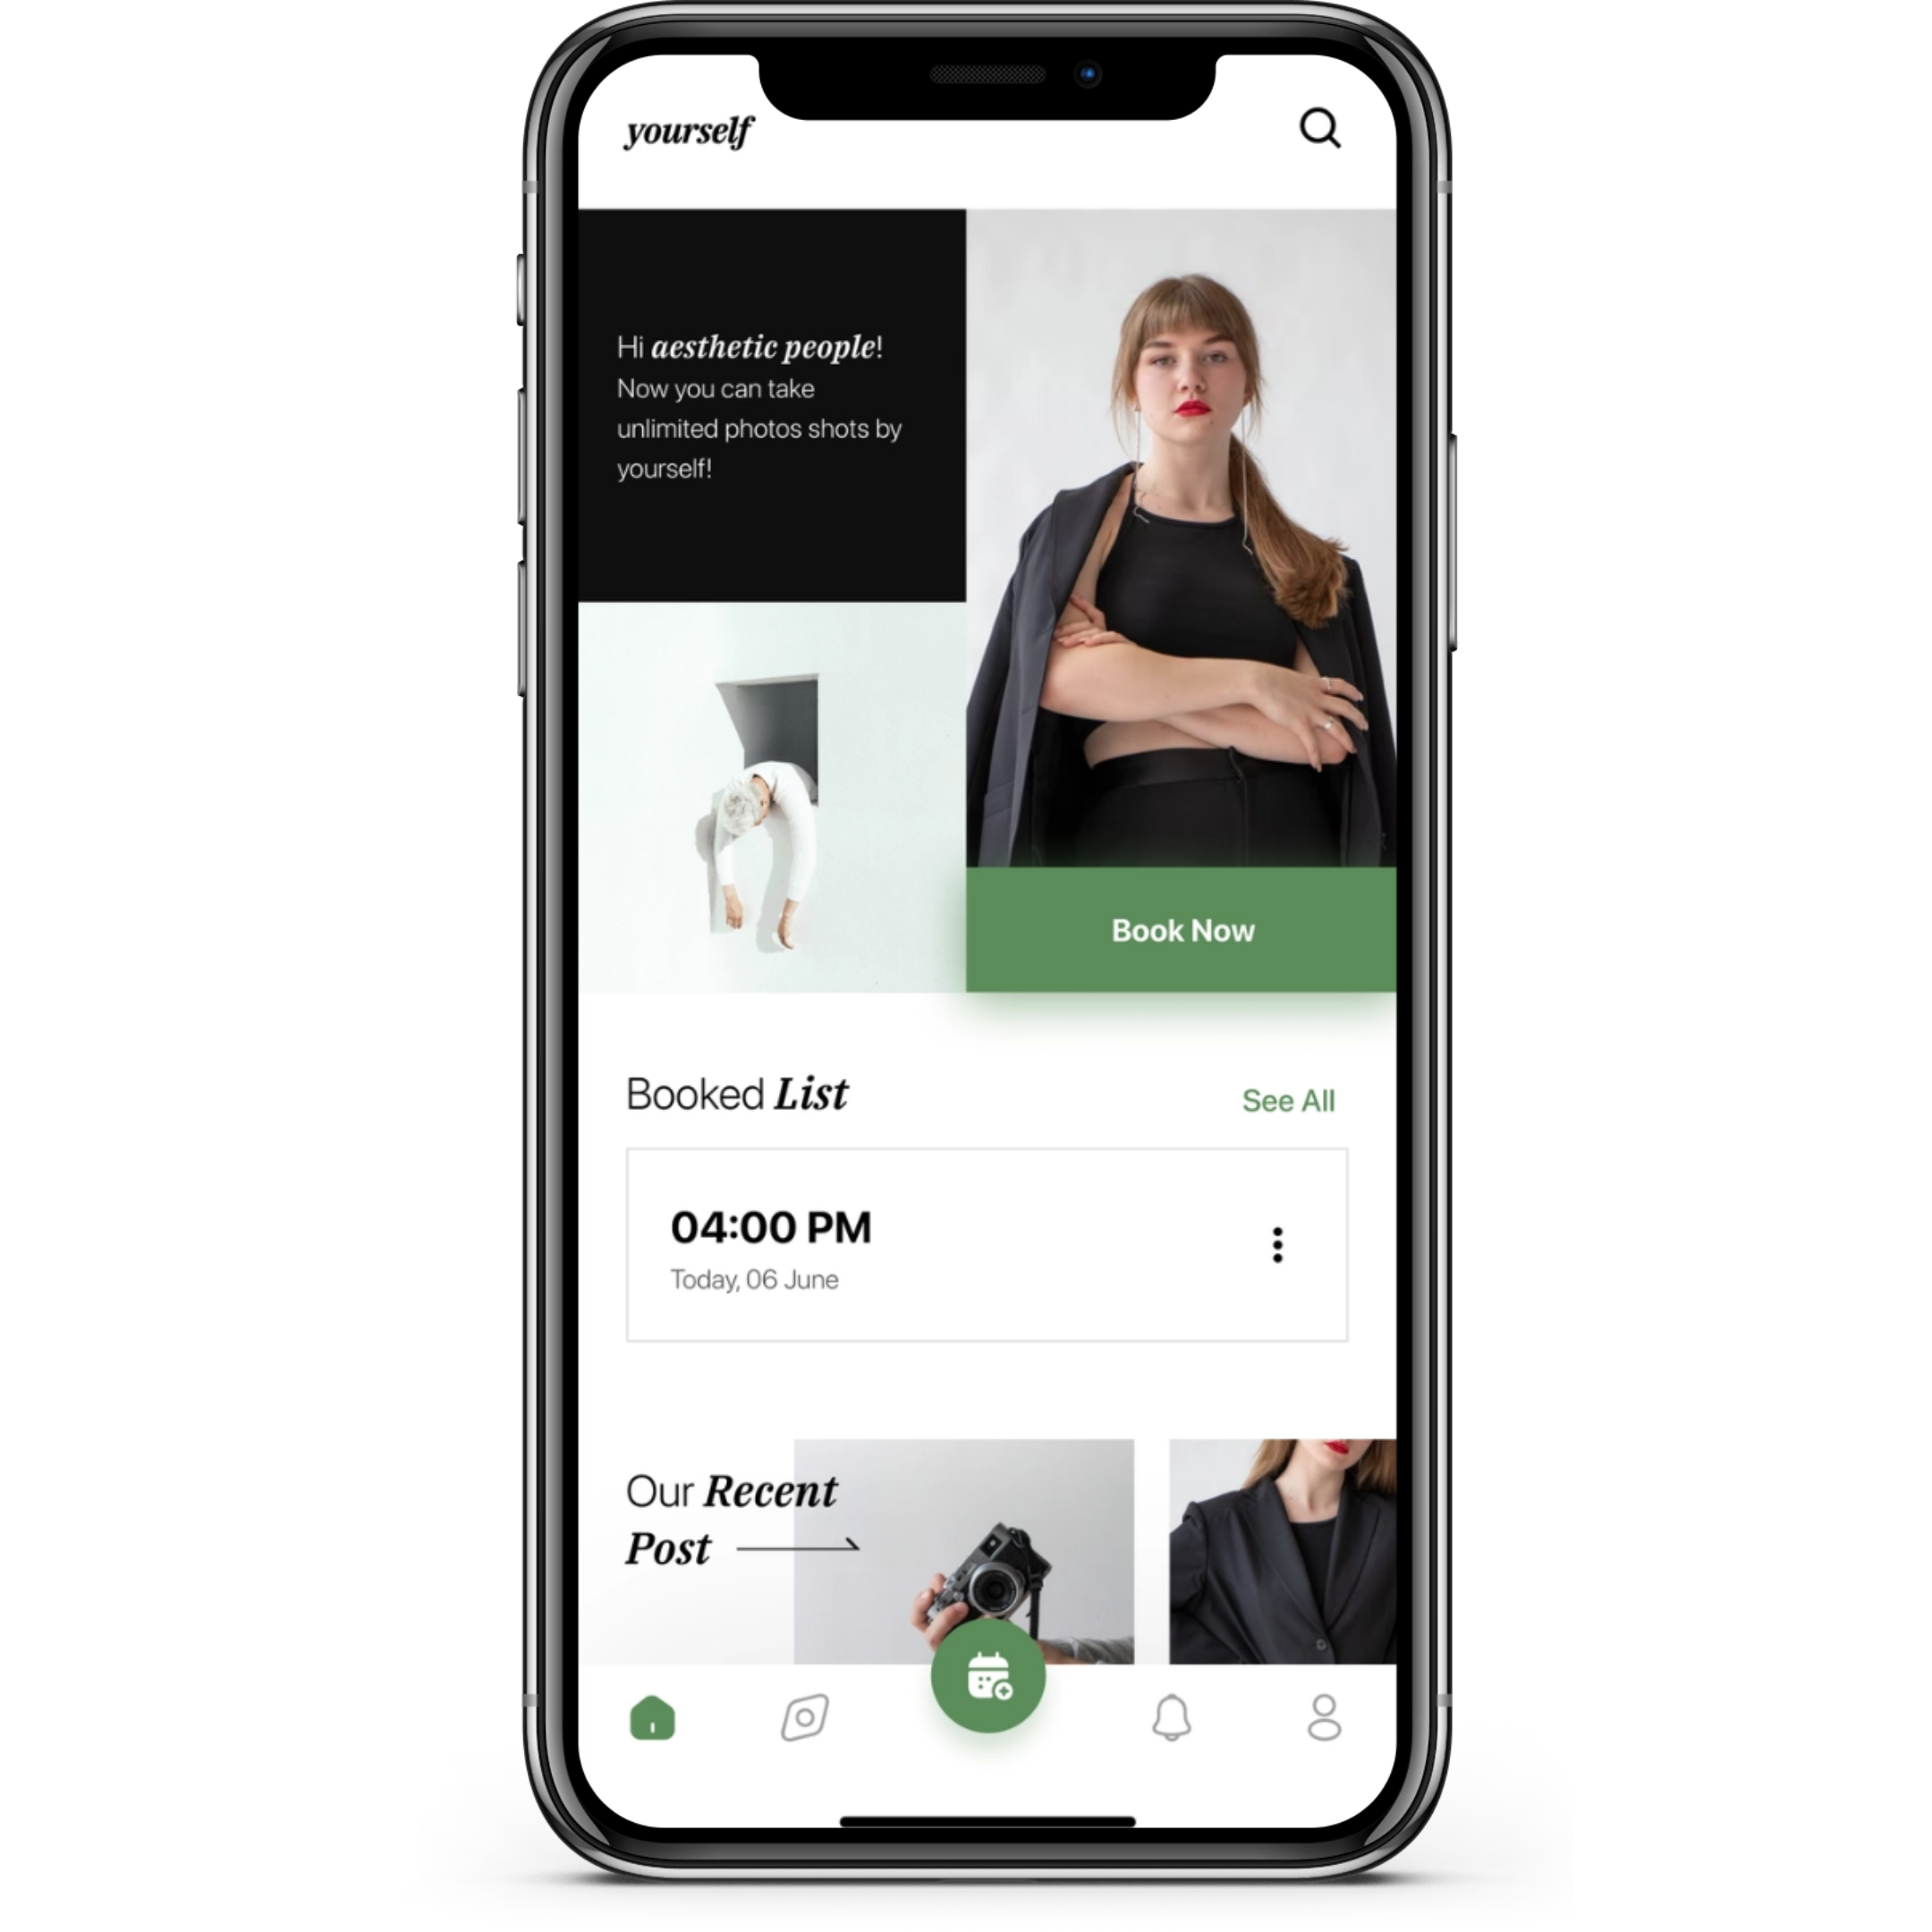 yourself
Hi aesthetic people!
Now you can take
unlimited photos shots by
yourself!
Book Now
Booked List
See All
04:00 PM
Today, 06 June
Our Recent
Post